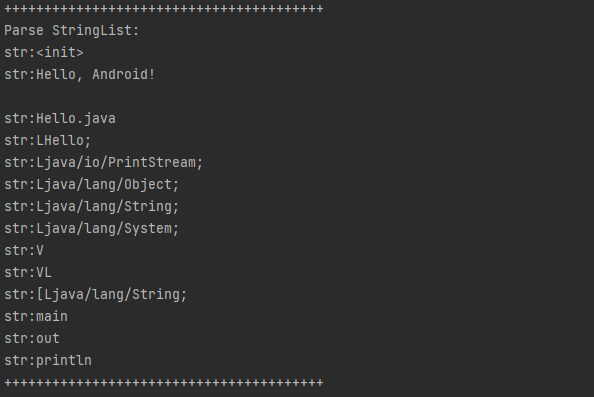 ++++++++++++++++++++++++++++++++++++++++
Parse StringList:
str:<init>
str:Hello, Android!

str:Hello.java
str:LHello;
str:Ljava/io/PrintStream;
str:Ljava/lang/Object;
str:Ljava/lang/String;
str:Ljava/lang/System;
str:V
str:VL
str:[Ljava/lang/String;
str:main
str:out
str:println
++++++++++++++++++++++++++++++++++++++++